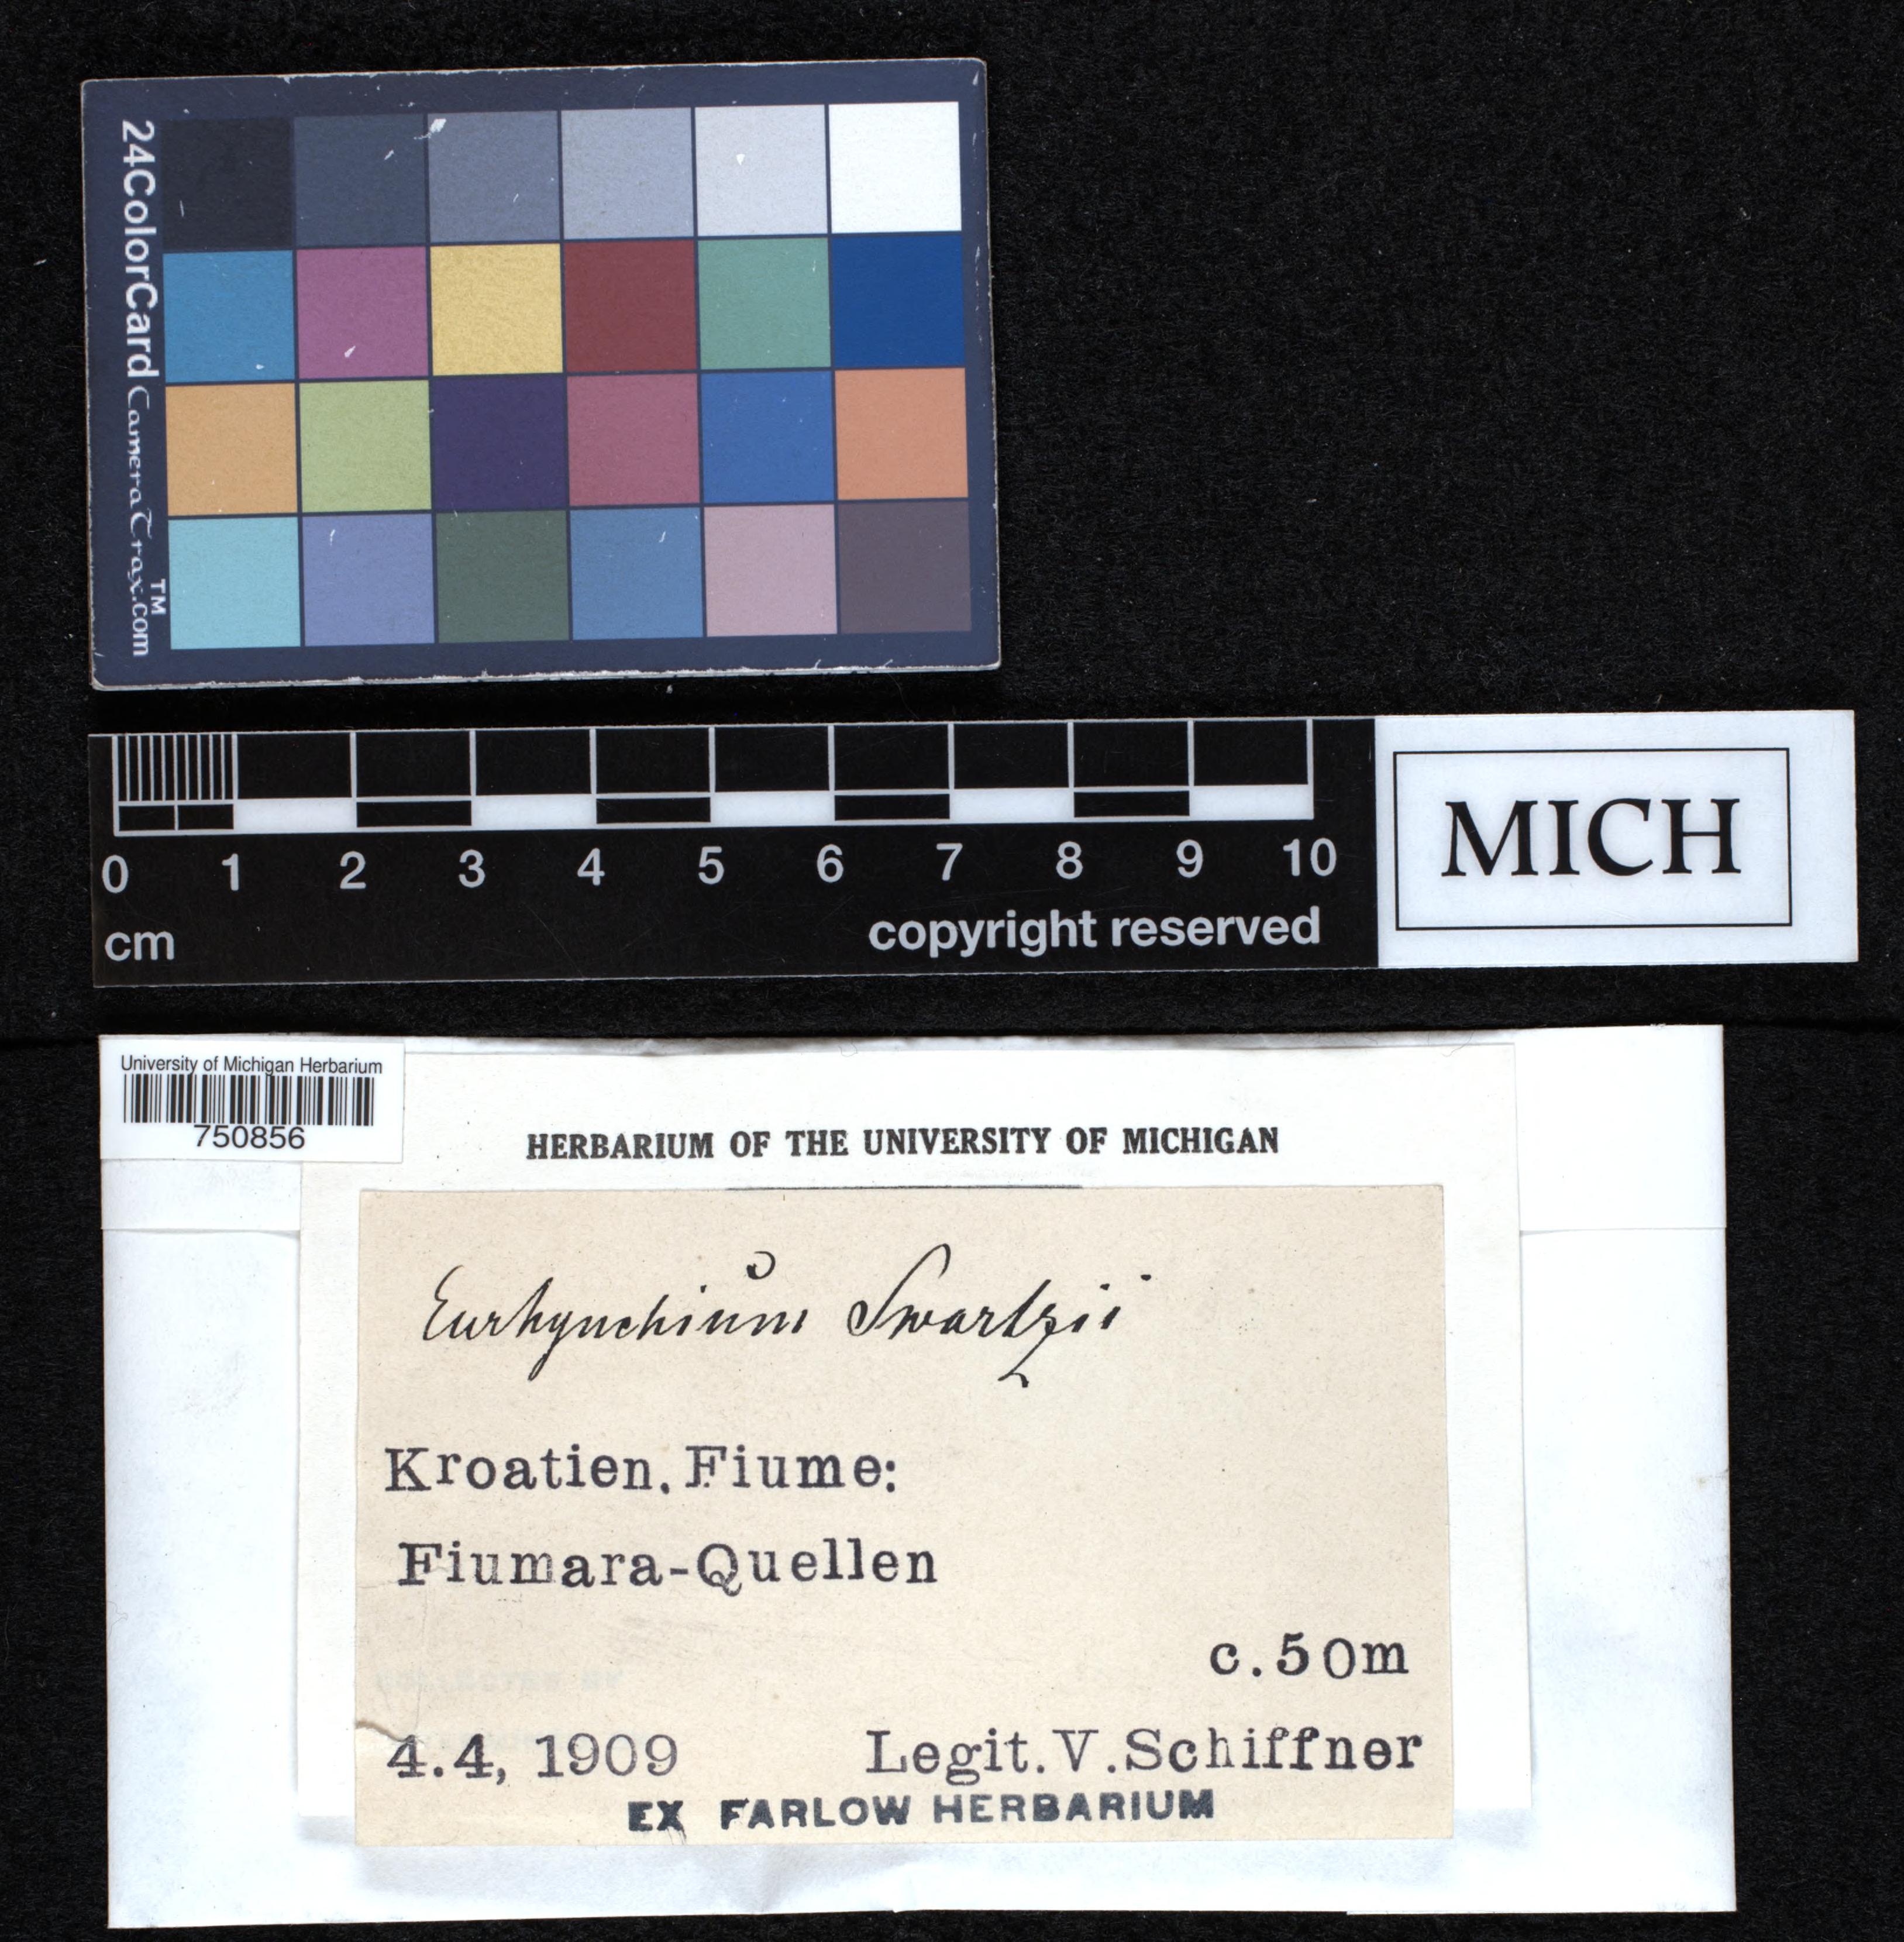 24ColorCard CameraTrax.com
TM
0 1 2 3 4 5 6 7 8 9 10
cm
copyright reserved
MICH
University of Michigan Herbarium
750856
HERBARIUM OF THE UNIVERSITY OF MICHIGAN
Eurhynchium Swartzii
Kroatien. Fiume:
Fiumara-Quellen
c.50m
4.4, 1909 Legit. V. Schiffner
EX FARLOW HERBARIUM